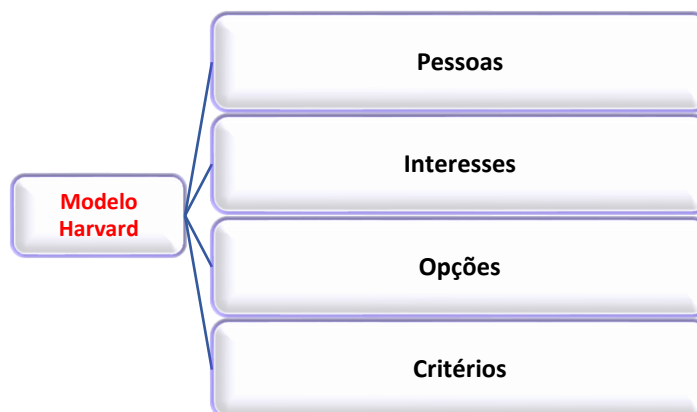 Pessoas
Interesses
Modelo
Harvard
Opções
Critérios